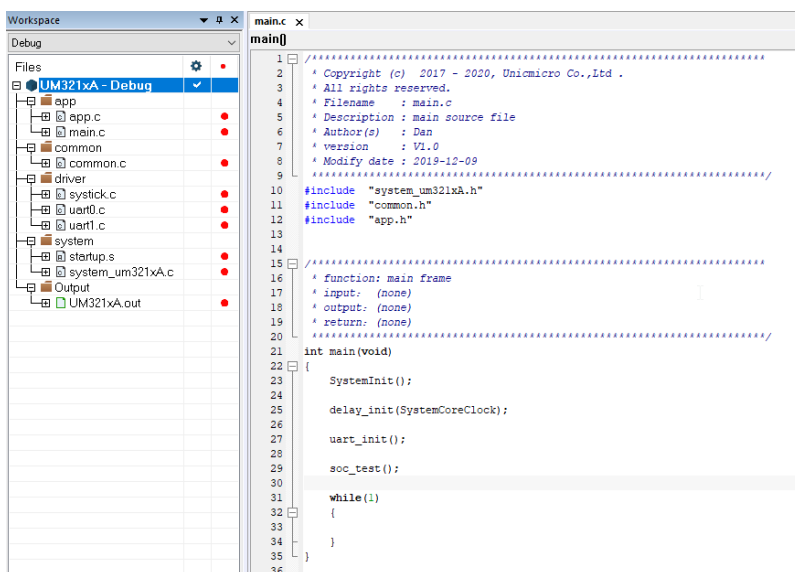 Workspace
Debug
Files
UM321xA - Debug
app
app.c
main.c
common
common.c
driver
systick.c
uart0.c
uart1.c
system
startup.s
system_um321xA.c
Output
UM321xA.out
main.c x
main()
1 /******************************************************************
2  * Copyright (c)  2017 - 2020, Unicmicro Co.,Ltd .
3  * All rights reserved.
4  * Filename    : main.c
5  * Description : main source file
6  * Author(s)   : Dan
7  * version     : V1.0
8  * Modify date : 2019-12-09
9  ******************************************************************/
10 #include  "system_um321xA.h"
11 #include  "common.h"
12 #include  "app.h"
13
14
15 /******************************************************************
16  * function: main frame
17  * input:  (none)
18  * output: (none)
19  * return: (none)
20  ******************************************************************/
21 int main(void)
22 {
23     SystemInit();
24
25     delay_init(SystemCoreClock);
26
27     uart_init();
28
29     soc_test();
30
31     while(1)
32     {
33
34     }
35 }
36